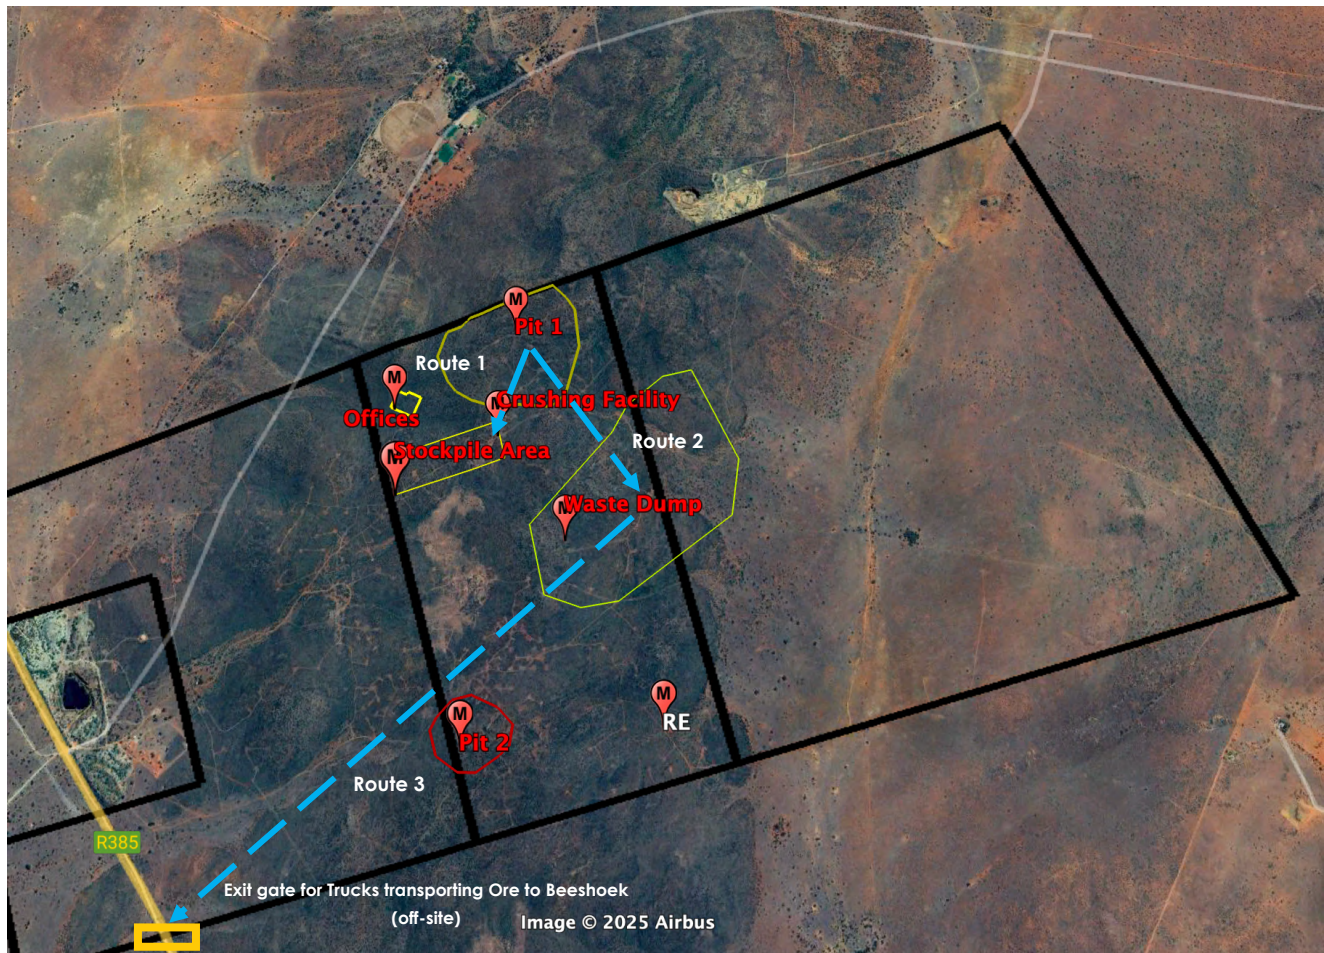 M
Pit 1
Route 1
M
Offices
M
Crushing Facility
Route 2
M
Stockpile Area
M
Waste Dump
M
RE
M
Pit 2
Route 3
R385
Exit gate for Trucks transporting Ore to Beeshoek
(off-site)
Image © 2025 Airbus